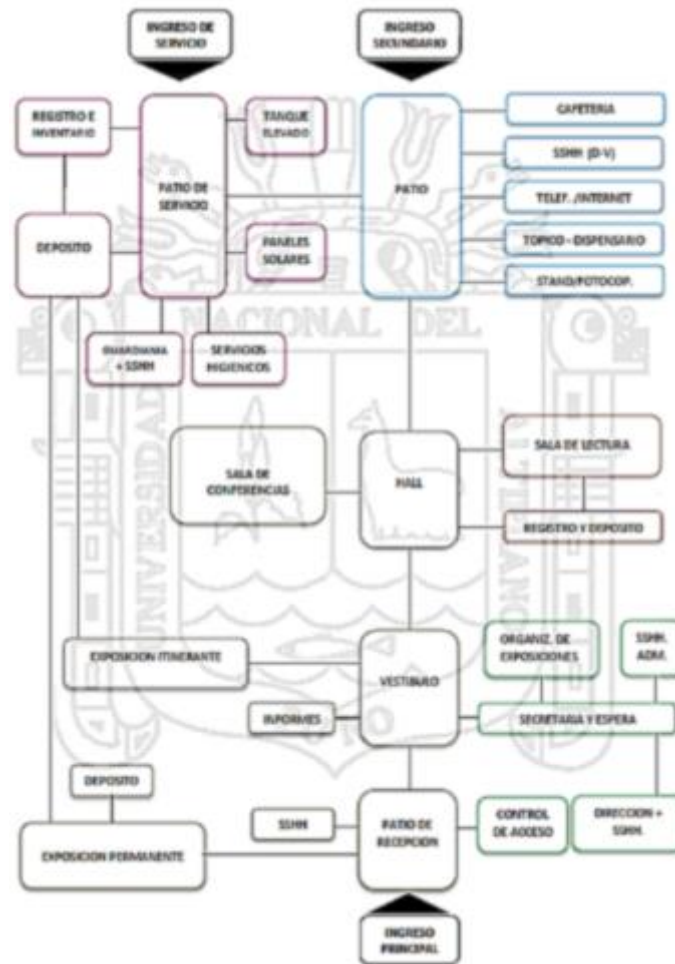 INGRESO DE
SERVICIO
INGRESO
SECUNDARIO
REGISTRO E
INVENTARIO
PATIO DE
SERVICIO
TANQUE
ELEVADO
PATIO
CAFETERIA
SSHH (D-V)
TELEF. /INTERNET
TOPICO - DISPENSARIO
STAND/FOTOCOP.
DEPOSITO
PANELES
SOLARES
GUARDIANIA
+ SSHH
SERVICIOS
HIGIENICOS
NACIONAL DEL
UNIVERSIDAD
ALTIPLANO
SALA DE
CONFERENCIAS
HALL
SALA DE LECTURA
REGISTRO Y DEPOSITO
EXPOSICION ITINERANTE
VESTIBULO
INFORMES
ORGANIZ. DE
EXPOSICIONES
SSHH.
ADM.
SECRETARIA Y ESPERA
PUNO
DEPOSITO
EXPOSICION PERMANENTE
SSHH
PATIO DE
RECEPCION
CONTROL
DE ACCESO
DIRECCION +
SSHH.
INGRESO
PRINCIPAL